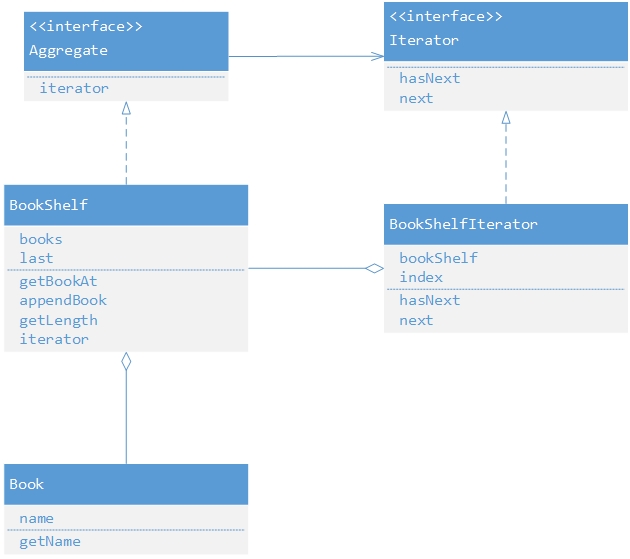 <<interface>>
Aggregate
iterator
<<interface>>
Iterator
hasNext
next
BookShelf
books
last
getBookAt
appendBook
getLength
iterator
BookShelfIterator
bookShelf
index
hasNext
next
Book
name
getName